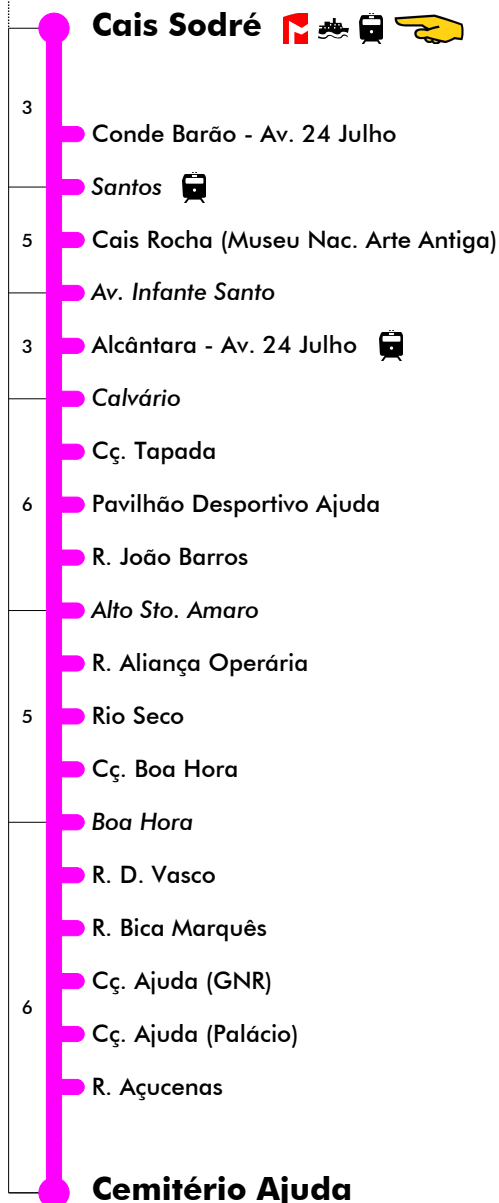 Cais Sodré
3
Conde Barão - Av. 24 Julho
Santos
5
Cais Rocha (Museu Nac. Arte Antiga)
Av. Infante Santo
3
Alcântara - Av. 24 Julho
Calvário
Cç. Tapada
6
Pavilhão Desportivo Ajuda
R. João Barros
Alto Sto. Amaro
R. Aliança Operária
5
Rio Seco
Cç. Boa Hora
Boa Hora
R. D. Vasco
R. Bica Marquês
Cç. Ajuda (GNR)
6
Cç. Ajuda (Palácio)
R. Açucenas
Cemitério Ajuda